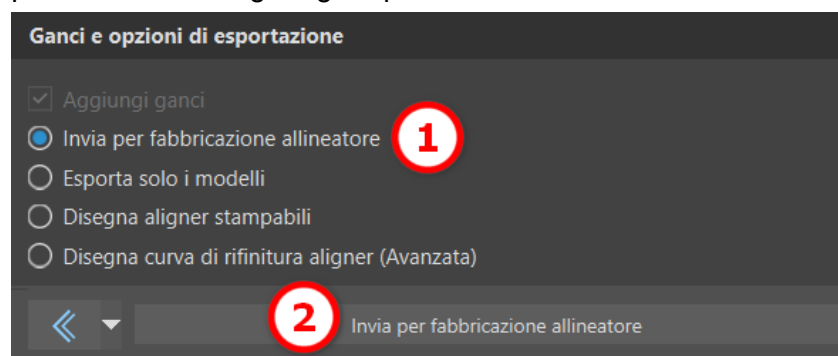 Ganci e opzioni di esportazione
Aggiungi ganci
Invia per fabbricazione allineatore 1
Esporta solo i modelli
Disegna aligner stampabili
Disegna curva di rifinitura aligner (Avanzata)
2 Invia per fabbricazione allineatore